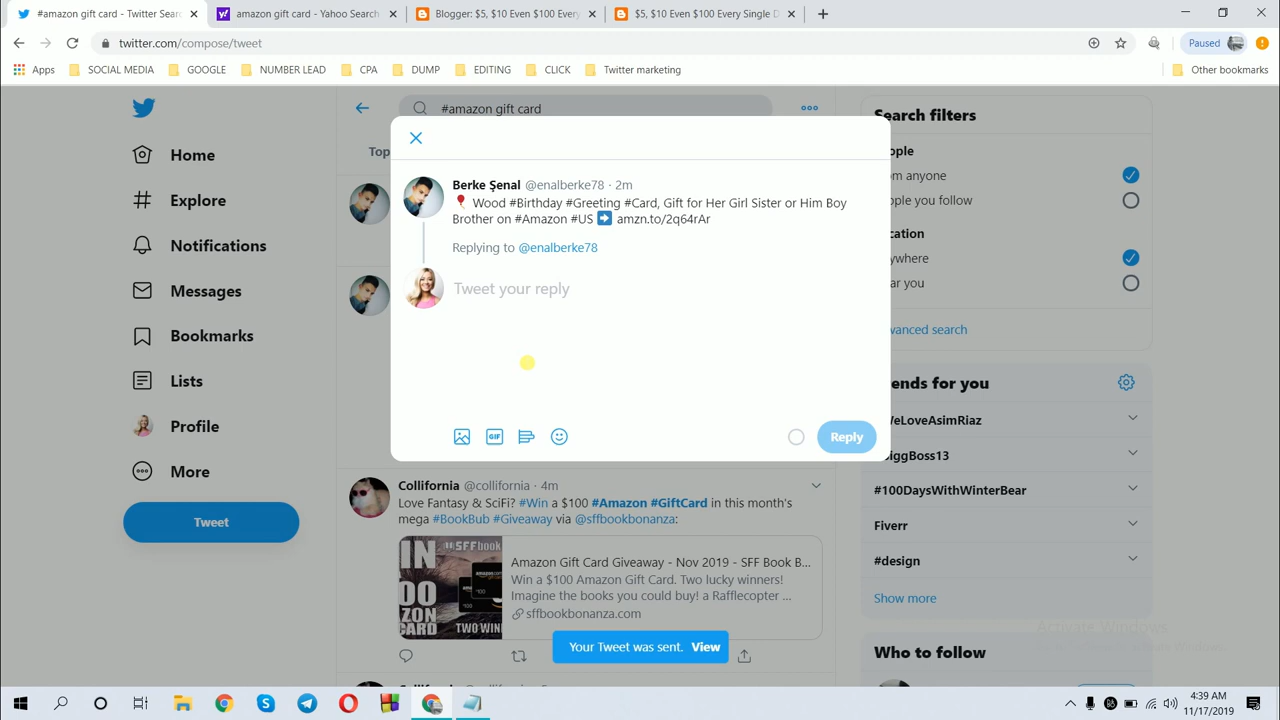 #amazon gift card - Twitter Searc
amazon gift card - Yahoo Search
Blogger: $5, $10 Even $100 Every
$5, $10 Even $100 Every Single D
twitter.com/compose/tweet
Paused
Apps
SOCIAL MEDIA
GOOGLE
NUMBER LEAD
CPA
DUMP
EDITING
CLICK
Twitter marketing
Other bookmarks
Home
Explore
Notifications
Messages
Bookmarks
Lists
Profile
More
Tweet
#amazon gift card
Top
Berke Şenal @enalberke78 · 2m
Wood #Birthday #Greeting #Card, Gift for Her Girl Sister or Him Boy
Brother on #Amazon #US ➡ amzn.to/2q64rAr
Replying to @enalberke78
Tweet your reply
GIF
Reply
Collifornia @collifornia · 4m
Love Fantasy & SciFi? #Win a $100 #Amazon #GiftCard in this month's
mega #BookBub #Giveaway via @sffbookbonanza:
Amazon Gift Card Giveaway - Nov 2019 - SFF Book B...
Win a $100 Amazon Gift Card. Two lucky winners!
Imagine the books you could buy! a Rafflecopter ...
sffbookbonanza.com
Your Tweet was sent. View
Search filters
ople
m anyone
ople you follow
cation
ywhere
ar you
vanced search
ends for you
WeLoveAsimRiaz
iggBoss13
#100DaysWithWinterBear
Fiverr
#design
Show more
Activate Windows
Who to follow
4:39 AM
11/17/2019